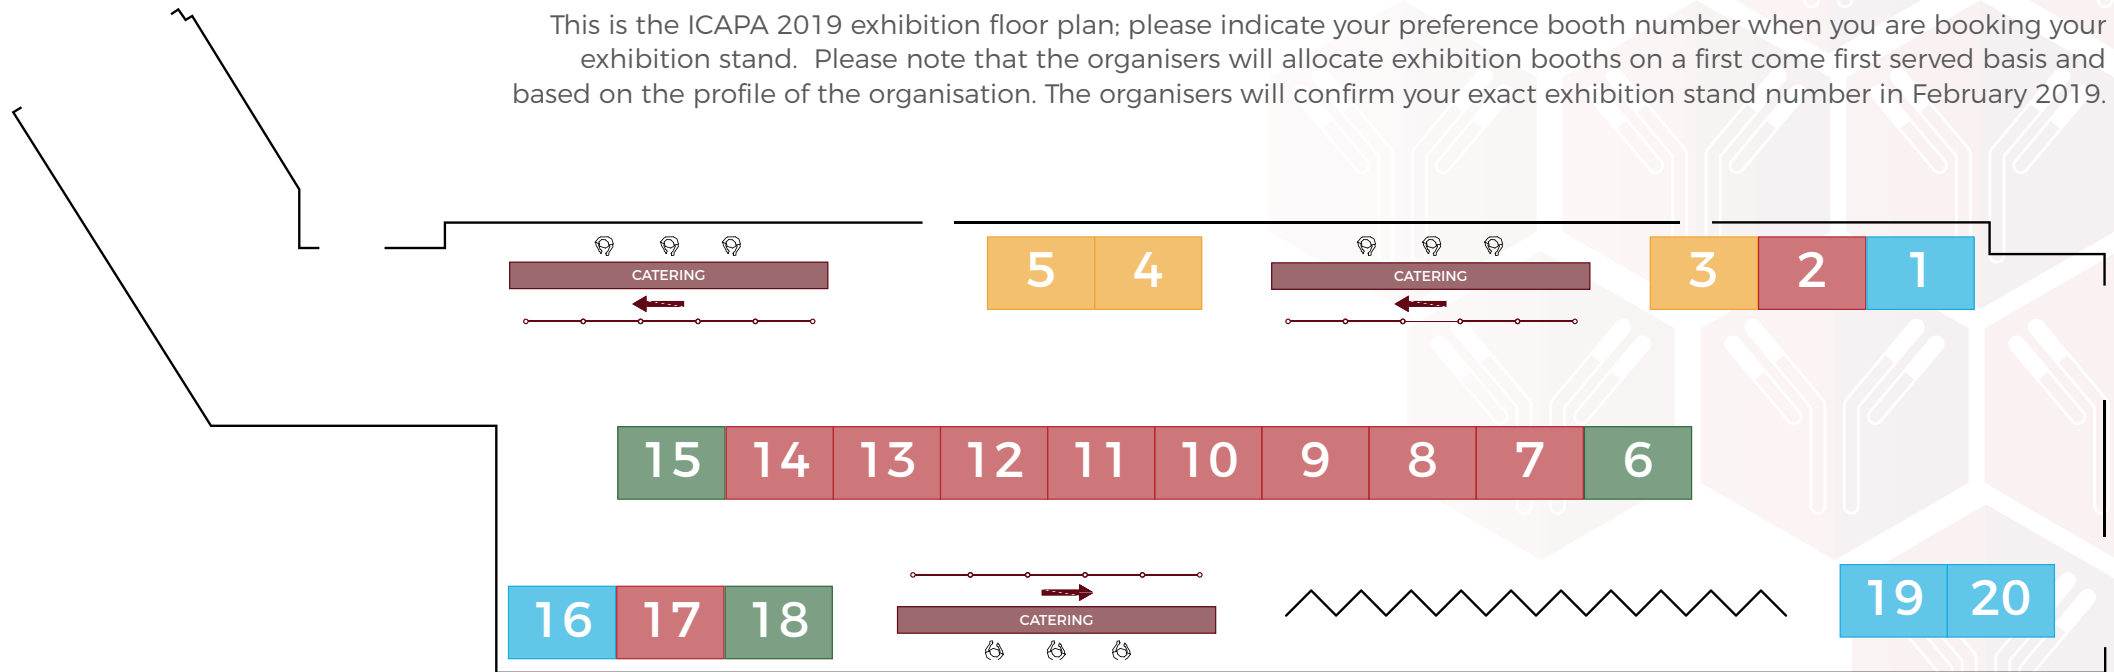 This is the ICAPA 2019 exhibition floor plan; please indicate your preference booth number when you are booking your
exhibition stand.  Please note that the organisers will allocate exhibition booths on a first come first served basis and
based on the profile of the organisation. The organisers will confirm your exact exhibition stand number in February 2019.
CATERING
5 4
CATERING
3 2 1
15 14 13 12 11 10 9 8 7 6
16 17 18
CATERING
19 20